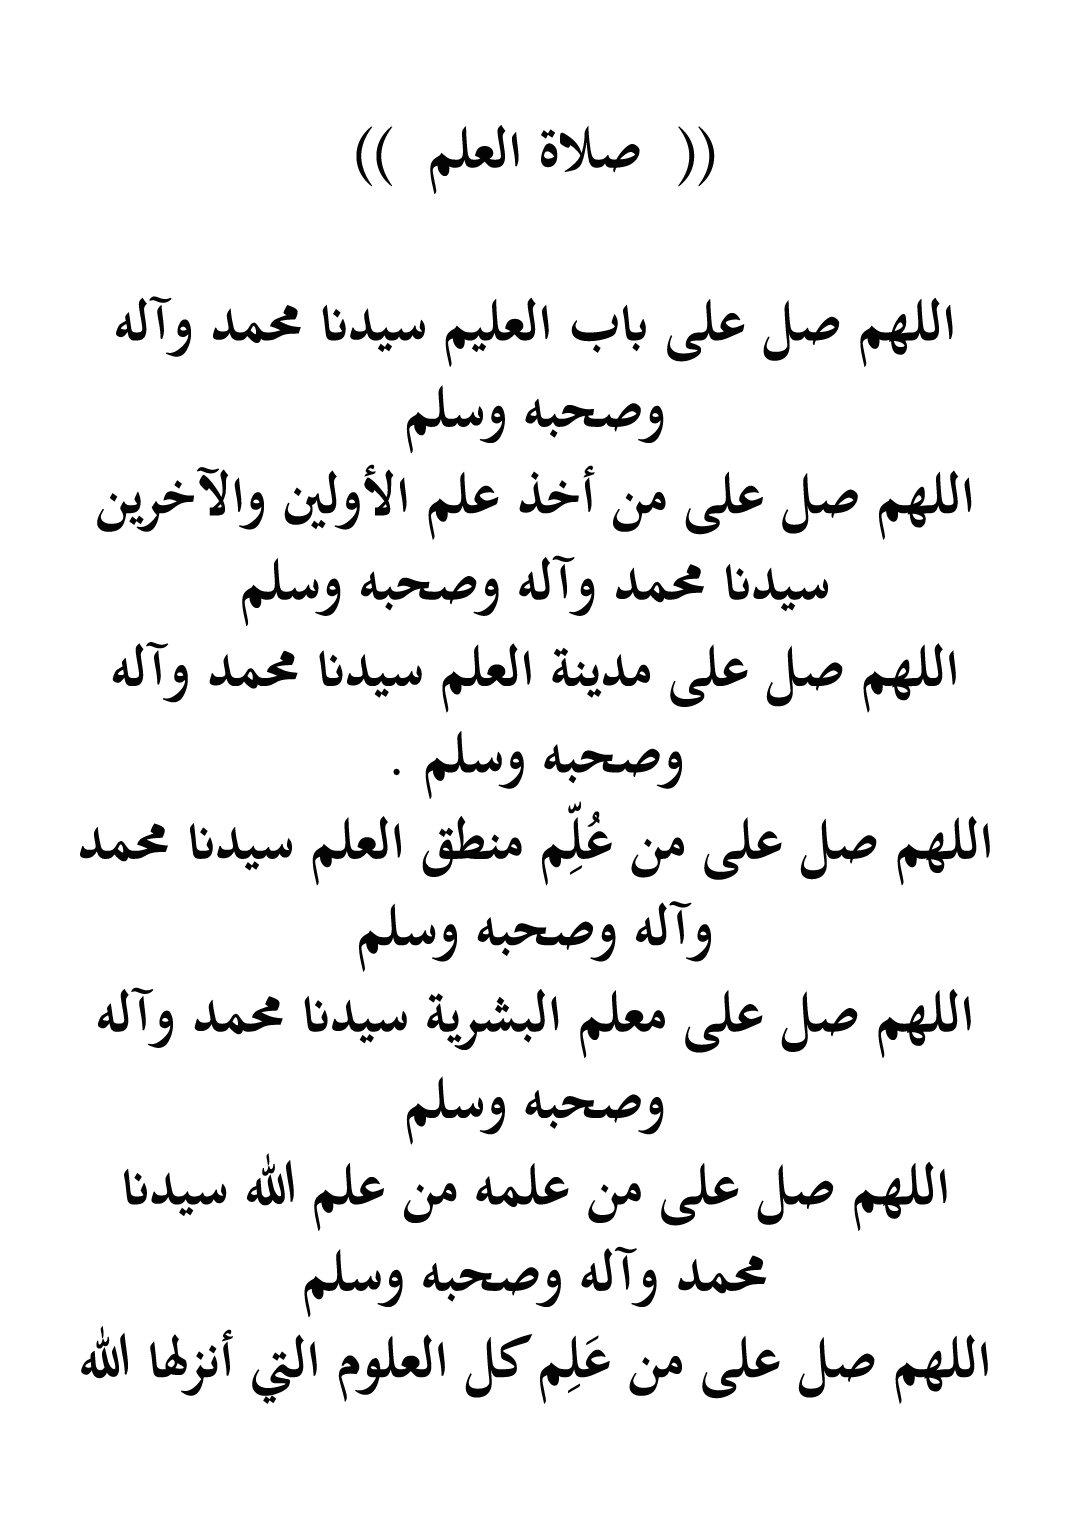 (( صلاة العلم ))
اللهم صل على باب العليم سيدنا محمد وآله
وصحبه وسلم
اللهم صل على من أخذ علم الأولين والآخرين
سيدنا محمد وآله وصحبه وسلم
اللهم صل على مدينة العلم سيدنا محمد وآله
وصحبه وسلم .
اللهم صل على من عُلِّم منطق العلم سيدنا محمد
وآله وصحبه وسلم
اللهم صل على معلم البشرية سيدنا محمد وآله
وصحبه وسلم
اللهم صل على من علمه من علم الله سيدنا
محمد وآله وصحبه وسلم
اللهم صل على من عَلِم كل العلوم التي أنزلها الله